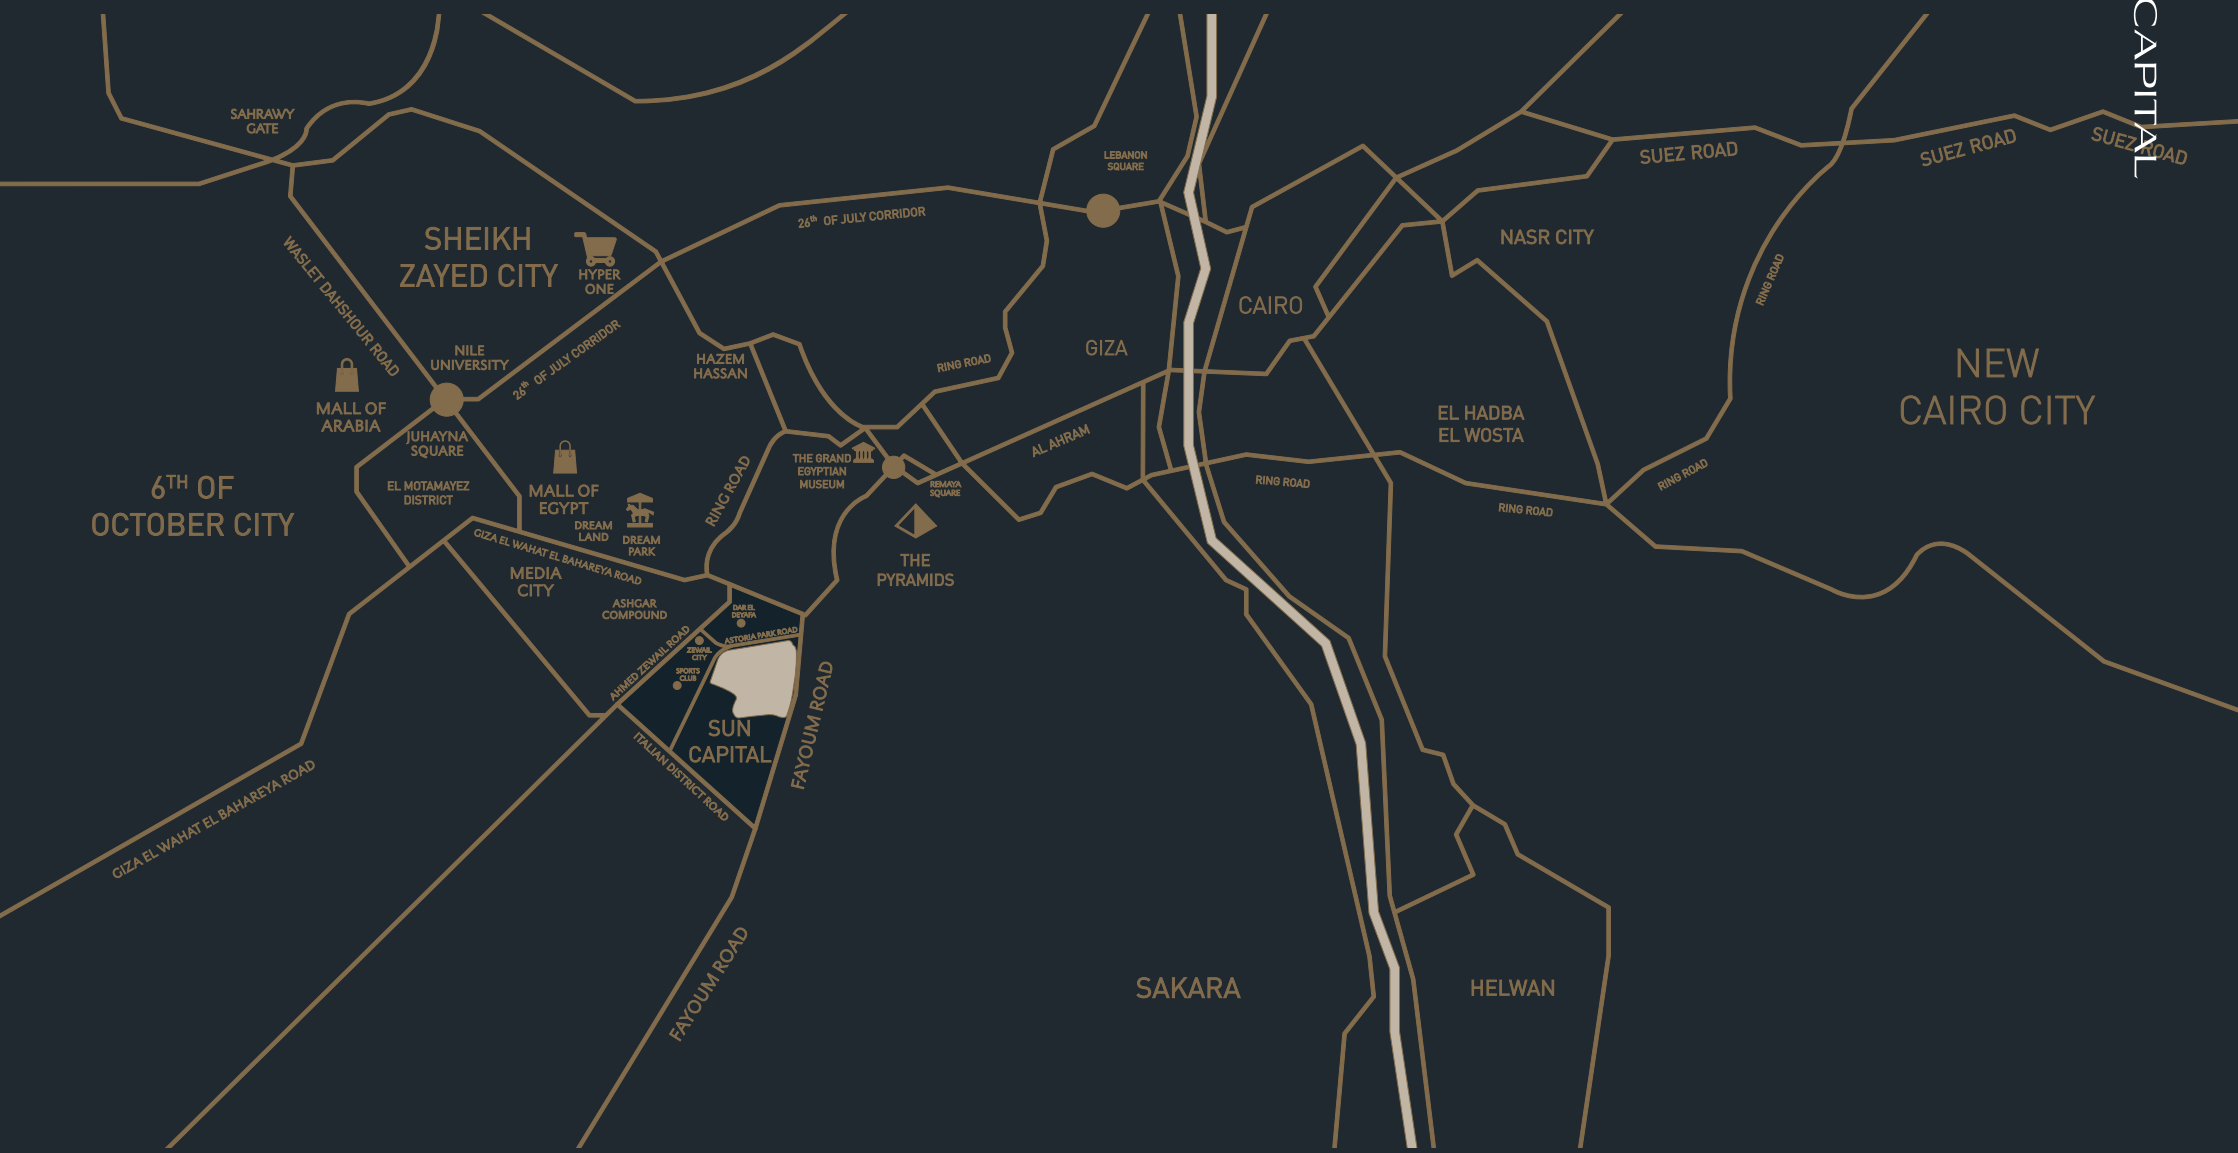 CAPITAL
SAHRAWY
GATE
LEBANON
SQUARE
SUEZ ROAD
SUEZ ROAD
SUEZ ROAD
26th OF JULY CORRIDOR
SHEIKH
ZAYED CITY
HYPER
ONE
NASR CITY
WASLET DAHSHOUR ROAD
RING ROAD
CAIRO
NILE
UNIVERSITY
26th OF JULY CORRIDOR
HAZEM
HASSAN
RING ROAD
GIZA
NEW
CAIRO CITY
MALL OF
ARABIA
JUHAYNA
SQUARE
AL AHRAM
EL HADBA
EL WOSTA
THE GRAND
EGYPTIAN
MUSEUM
REMAYA
SQUARE
RING ROAD
RING ROAD
RING ROAD
RING ROAD
6TH OF
OCTOBER CITY
EL MOTAMAYEZ
DISTRICT
MALL OF
EGYPT
DREAM
LAND
DREAM
PARK
GIZA EL WAHAT EL BAHAREYA ROAD
MEDIA
CITY
THE
PYRAMIDS
ASHGAR
COMPOUND
DAR EL
DEYAFA
ASTORIA PARK ROAD
AHMED ZEWAIL ROAD
ZEWAIL
CITY
SPORTS
CLUB
SUN
CAPITAL
FAYOUM ROAD
ITALIAN DISTRICT ROAD
GIZA EL WAHAT EL BAHAREYA ROAD
FAYOUM ROAD
SAKARA
HELWAN